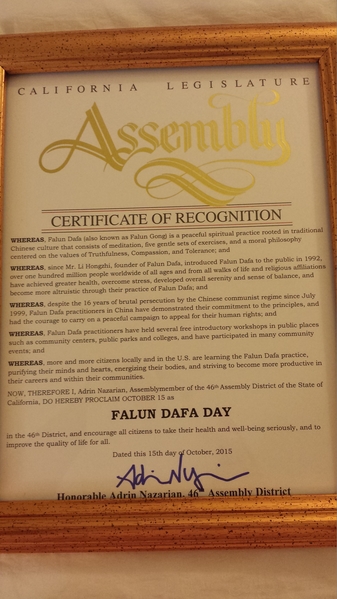 CALIFORNIA LEGISLATURE
Assembly
CERTIFICATE OF RECOGNITION
WHEREAS, Falun Dafa (also known as Falun Gong) is a peaceful spiritual practice rooted in traditional
Chinese culture that consists of meditation, five gentle sets of exercises, and a moral philosophy
centered on the values of Truthfulness, Compassion, and Tolerance; and
WHEREAS, since Mr. Li Hongzhi, founder of Falun Dafa, introduced Falun Dafa to the public in 1992,
over one hundred million people worldwide of all ages and from all walks of life and religious affiliations
have achieved greater health, overcome stress, developed overall serenity and sense of balance, and
become more altruistic through their practice of Falun Dafa; and
WHEREAS, despite the 16 years of brutal persecution by the Chinese communist regime since July
1999, Falun Dafa practitioners in China have demonstrated their commitment to the principles, and
had the courage to carry on a peaceful campaign to appeal for their human rights; and
WHEREAS, Falun Dafa practitioners have held several free introductory workshops in public places
such as community centers, public parks and colleges, and have participated in many community
events; and
WHEREAS, more and more citizens locally and in the U.S. are learning the Falun Dafa practice,
purifying their minds and hearts, energizing their bodies, and striving to become more productive in
their careers and within their communities.
NOW, THEREFORE I, Adrin Nazarian, Assemblymember of the 46th Assembly District of the State of
California, DO HEREBY PROCLAIM OCTOBER 15 as
FALUN DAFA DAY
in the 46th District, and encourage all citizens to take their health and well-being seriously, and to
improve the quality of life for all.
Dated this 15th day of October, 2015
Honorable Adrin Nazarian, 46th Assembly District